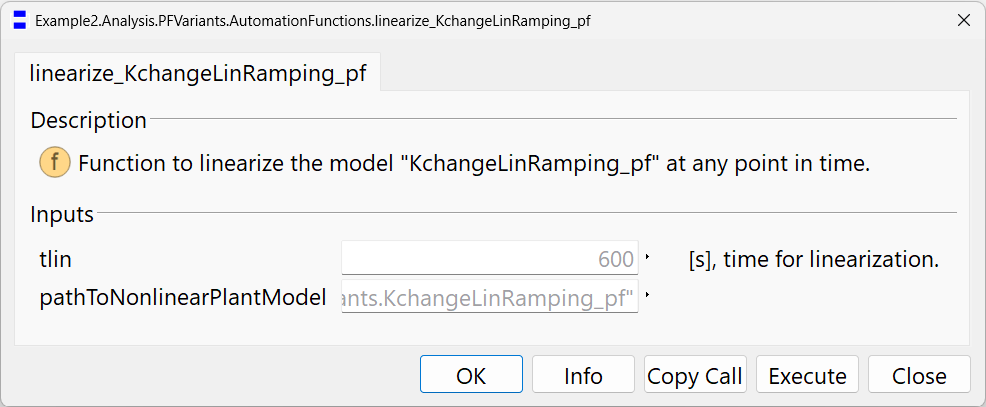 Example2.Analysis.PFVariants.AutomationFunctions.linearize_KchangeLinRamping_pf
linearize_KchangeLinRamping_pf
Description
f Function to linearize the model "KchangeLinRamping_pf" at any point in time.
Inputs
tlin 600 [s], time for linearization.
pathToNonlinearPlantModel ants.KchangeLinRamping_pf"
OK Info Copy Call Execute Close